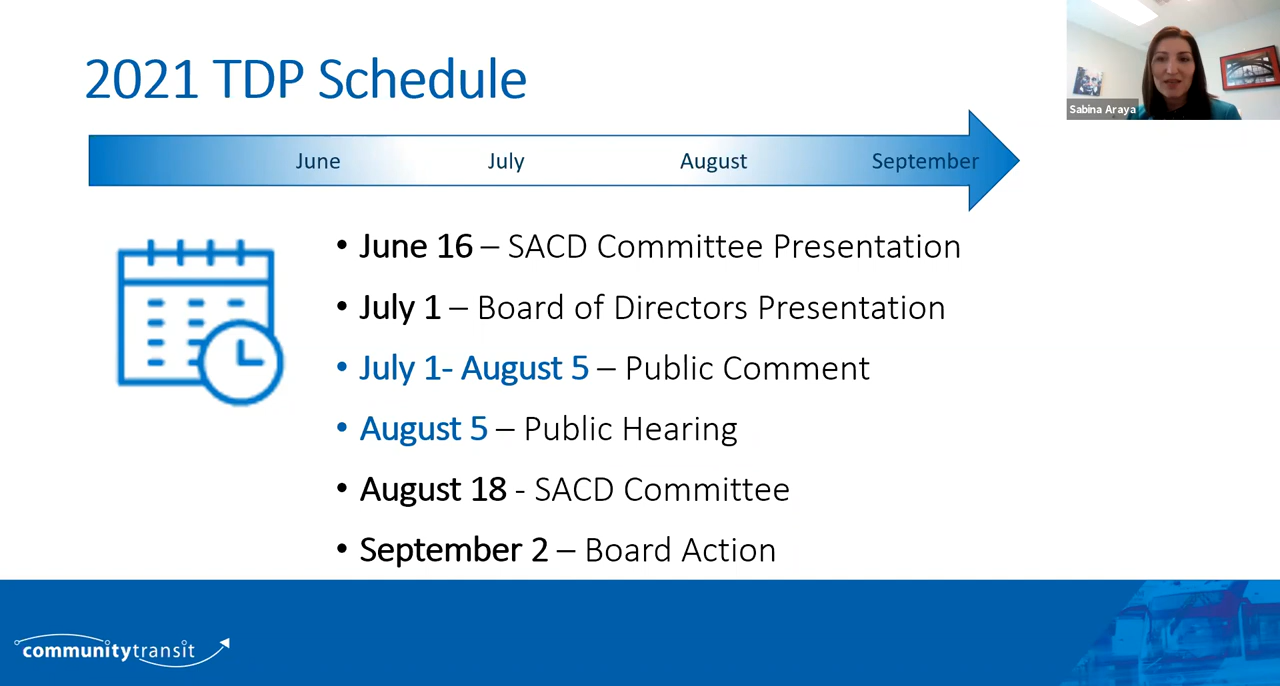 2021 TDP Schedule
Sabina Araya
June July August September
• June 16 – SACD Committee Presentation
• July 1 – Board of Directors Presentation
• July 1- August 5 – Public Comment
• August 5 – Public Hearing
• August 18 - SACD Committee
• September 2 – Board Action
communitytransit